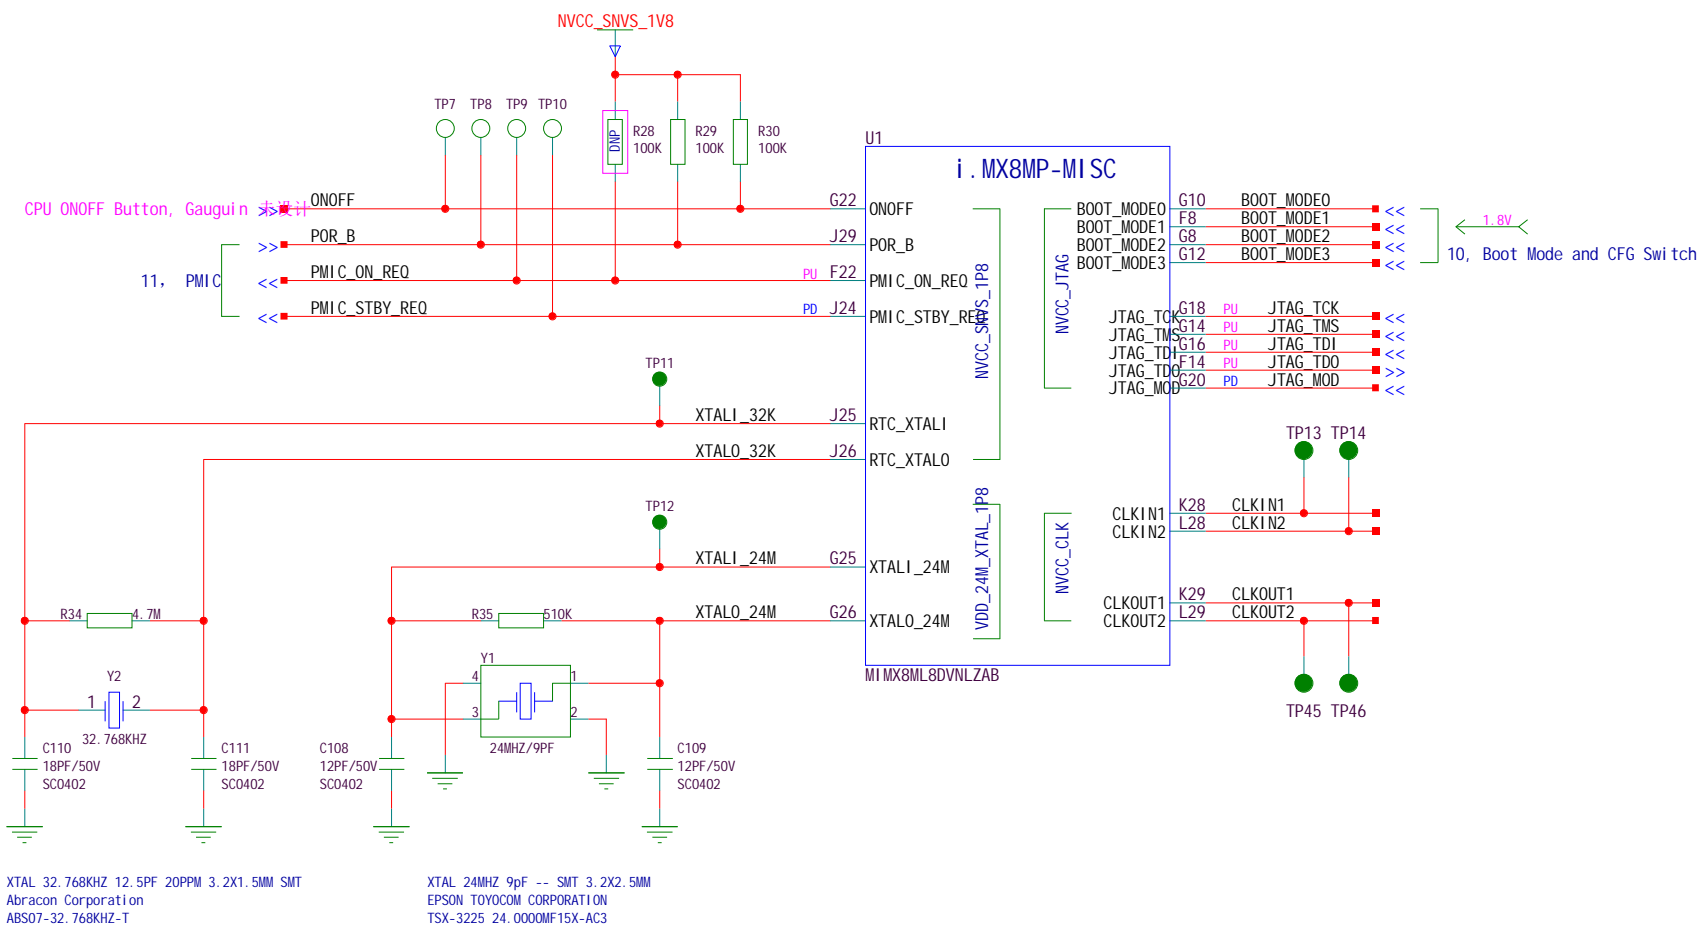 NVCC_SNVS_1V8
TP7 TP8 TP9 TP10
DNP
R28
100K
R29
100K
R30
100K
U1
i.MX8MP-MISC
CPU ONOFF Button, Gauguin 未设计
>> ONOFF G22 ONOFF
>> POR_B J29 POR_B
11, PMIC
<< PMIC_ON_REQ PU F22 PMIC_ON_REQ
<< PMIC_STBY_REQ PD J24 PMIC_STBY_REQ
NVCC_SNVS_1P8
NVCC_JTAG
BOOT_MODE0 G10 BOOT_MODE0 <<
BOOT_MODE1 F8 BOOT_MODE1 <<
BOOT_MODE2 G8 BOOT_MODE2 <<
BOOT_MODE3 G12 BOOT_MODE3 <<
1.8V
10, Boot Mode and CFG Switch
JTAG_TCK G18 PU JTAG_TCK <<
JTAG_TMS G14 PU JTAG_TMS <<
JTAG_TDI G16 PU JTAG_TDI <<
JTAG_TDO F14 PU JTAG_TDO >>
JTAG_MOD G20 PD JTAG_MOD <<
TP11
XTALI_32K J25 RTC_XTALI
XTALO_32K J26 RTC_XTALO
TP12
XTALI_24M G25 XTALI_24M
XTALO_24M G26 XTALO_24M
VDD_24M_XTAL_1P8
NVCC_CLK
TP13 TP14
CLKIN1 K28 CLKIN1
CLKIN2 L28 CLKIN2
CLKOUT1 K29 CLKOUT1
CLKOUT2 L29 CLKOUT2
TP45 TP46
MIMX8ML8DVNLZAB
R34 4.7M
R35 510K
Y2
1 2
32.768KHZ
Y1
4 1
3 2
24MHZ/9PF
C110
18PF/50V
SC0402
C111
18PF/50V
SC0402
C108
12PF/50V
SC0402
C109
12PF/50V
SC0402
XTAL 32.768KHZ 12.5PF 20PPM 3.2X1.5MM SMT
Abracon Corporation
ABS07-32.768KHZ-T
XTAL 24MHZ 9pF -- SMT 3.2X2.5MM
EPSON TOYOCOM CORPORATION
TSX-3225 24.0000MF15X-AC3